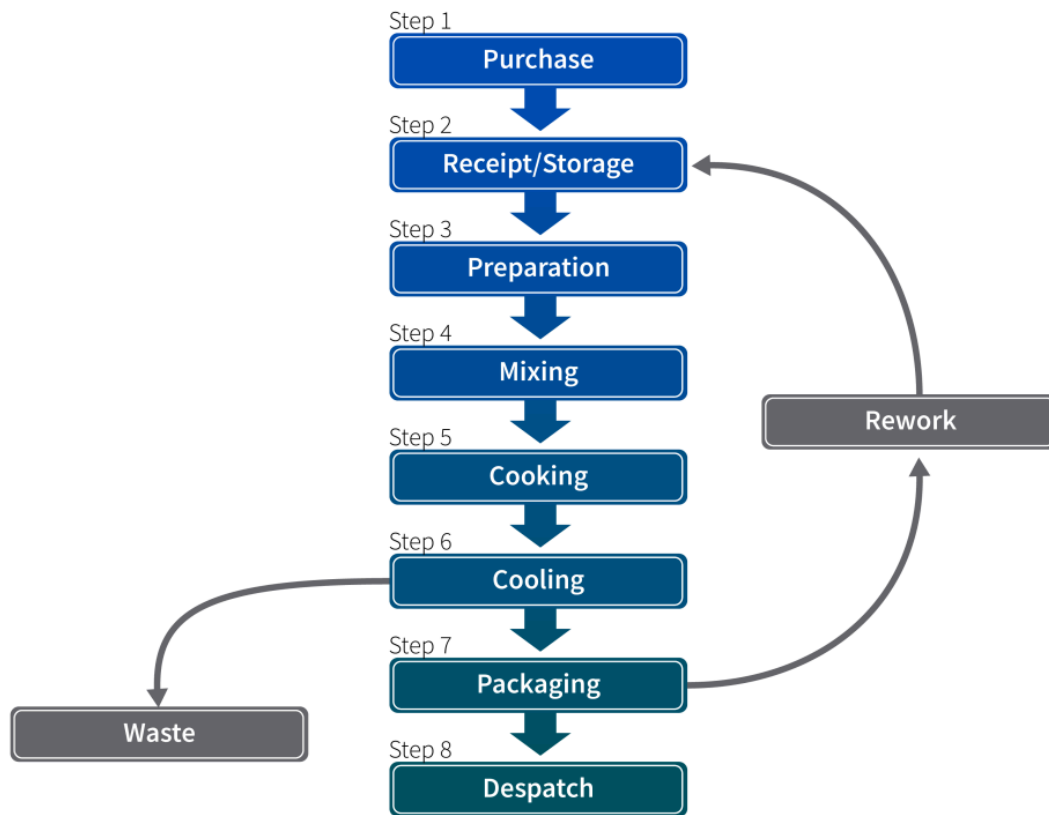 Step 1
Purchase
Step 2
Receipt/Storage
Step 3
Preparation
Step 4
Mixing
Rework
Step 5
Cooking
Step 6
Cooling
Step 7
Packaging
Waste
Step 8
Despatch